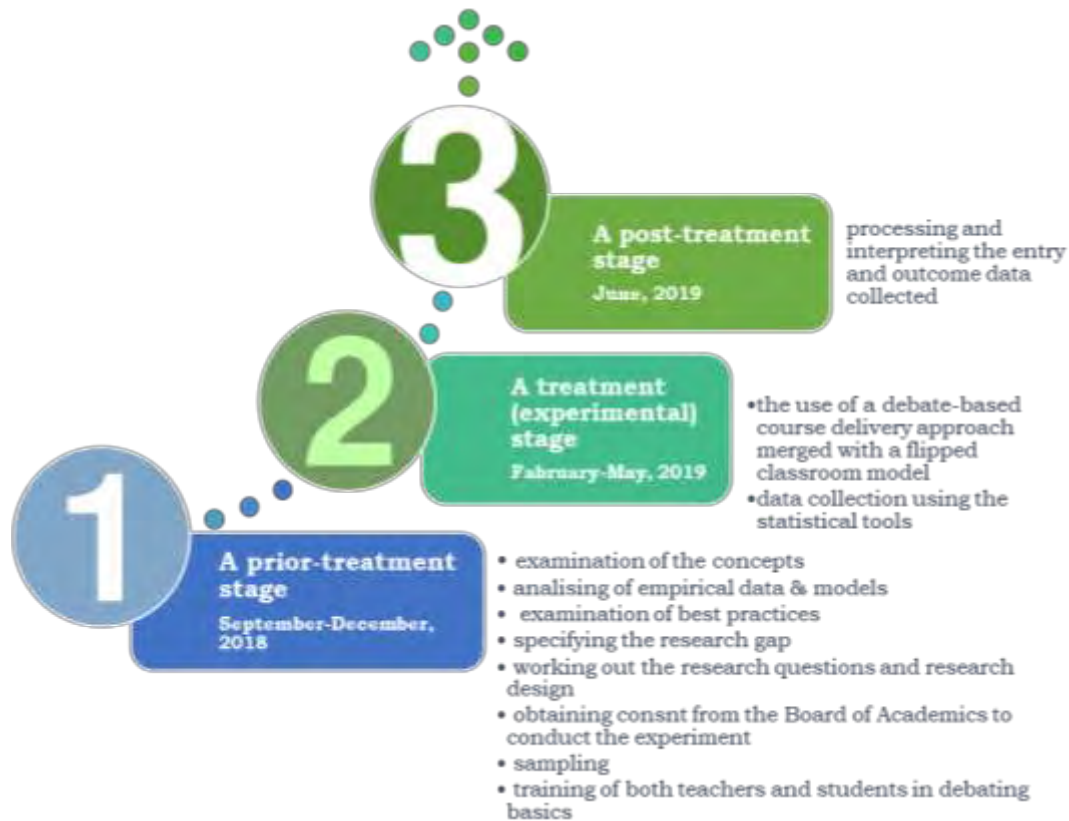 3
A post-treatment
stage
June, 2019
processing and
interpreting the entry
and outcome data
collected
2
A treatment
(experimental)
stage
Fabruary-May, 2019
•the use of a debate-based
course delivery approach
merged with a flipped
classroom model
•data collection using the
statistical tools
1
A prior-treatment
stage
September-December,
2018
• examination of the concepts
• analising of empirical data & models
• examination of best practices
• specifying the research gap
• working out the research questions and research
design
• obtaining consnt from the Board of Academics to
conduct the experiment
• sampling
• training of both teachers and students in debating
basics